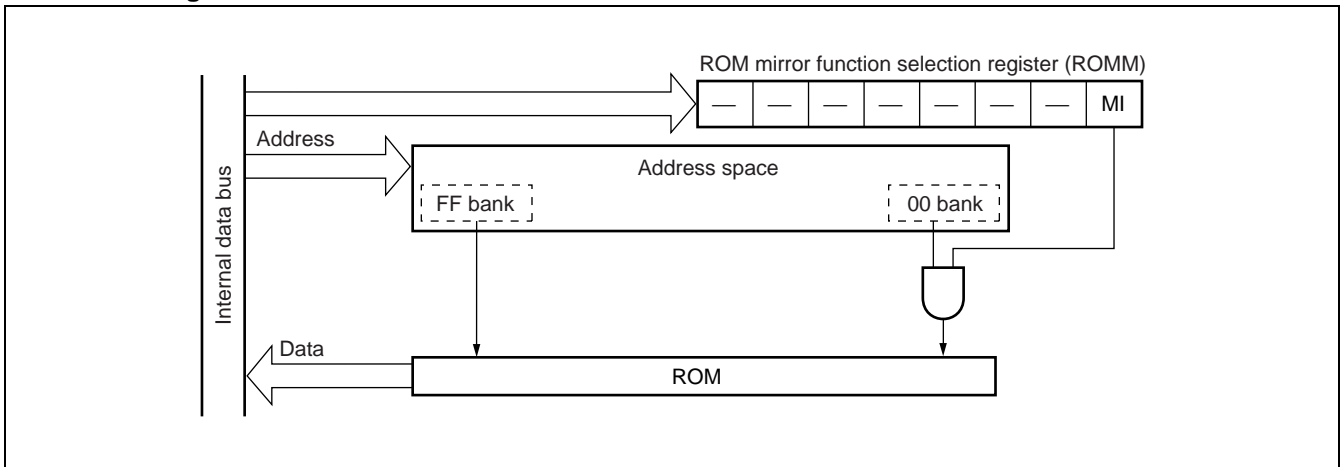 ROM mirror function selection register (ROMM)
— — — — — — — MI
Address
Address space
FF bank
00 bank
Internal data bus
Data
ROM